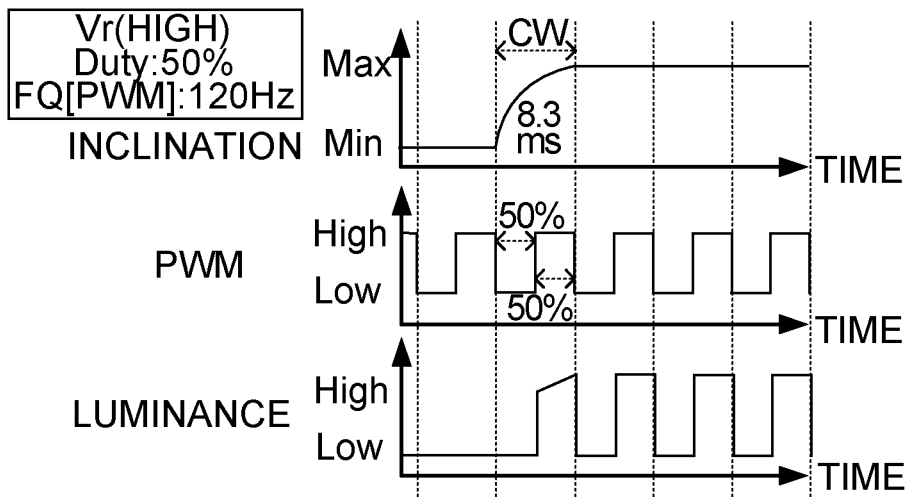 Vr(HIGH)
Duty:50%
FQ[PWM]:120Hz
CW
Max
8.3
ms
INCLINATION
Min
TIME
50%
High
PWM
Low
50%
TIME
High
LUMINANCE
Low
TIME